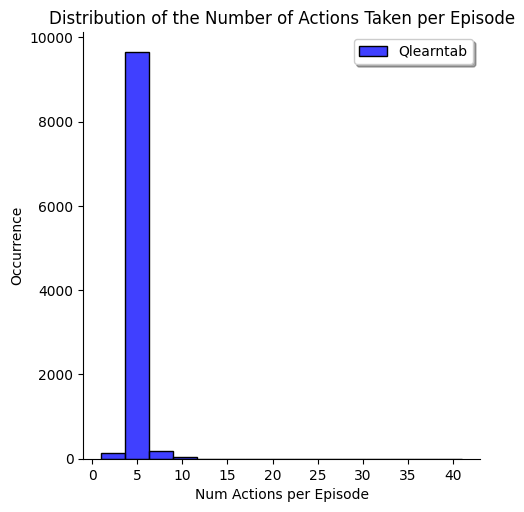 Distribution of the Number of Actions Taken per Episode
Qlearntab
10000
8000
6000
4000
2000
0
Occurrence
0 5 10 15 20 25 30 35 40
Num Actions per Episode